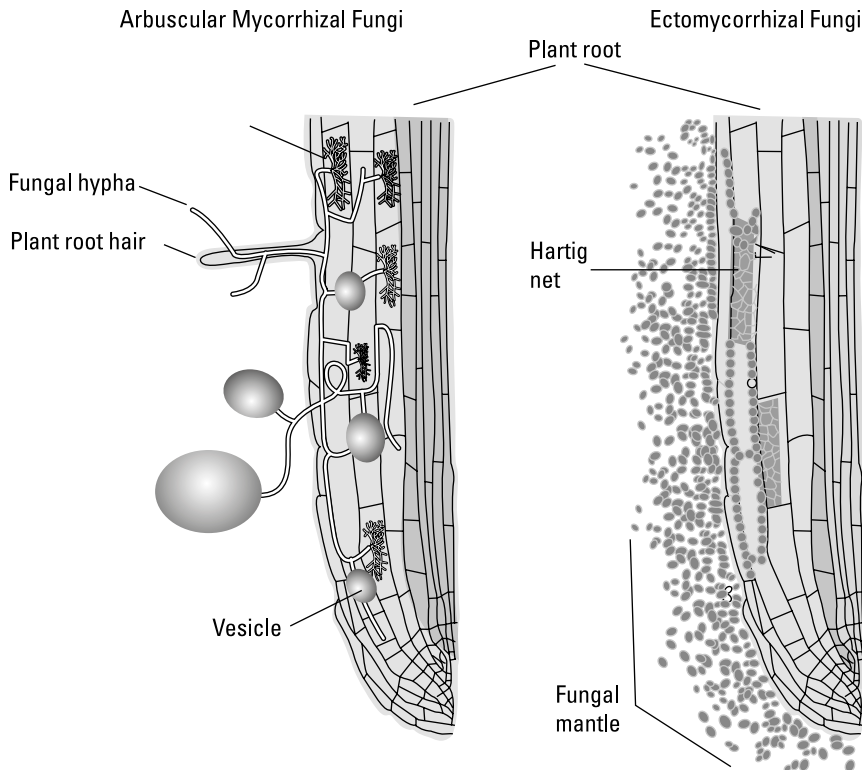 Arbuscular Mycorrhizal Fungi
Ectomycorrhizal Fungi
Plant root
Fungal hypha
Plant root hair
Hartig
net
Vesicle
Fungal
mantle